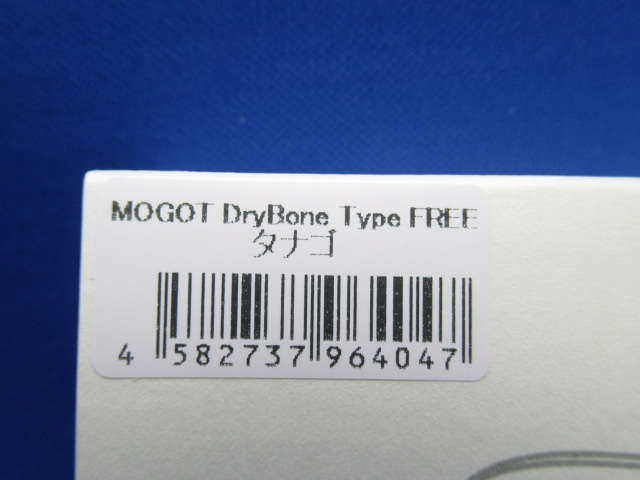 MOGOT DryBone Type FREE
タナゴ
4 582737 964047